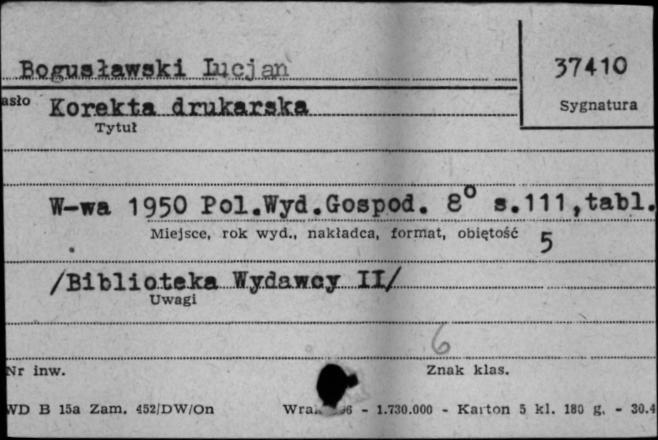 Bogusławski Lucjan 37410
asło Korekta drukarska Sygnatura
Tytuł
W-wa 1950 Pol.Wyd.Gospod. 8° s.111,tabl.
Miejsce, rok wyd., nakładca, format, obiętość 5
/Biblioteka Wydawcy II/
Uwagi
6
Nr inw. Znak klas.
WD B 15a Zam. 452/DW/On - 1.730.000 - Karton 5 kl. 180 g. - 30.4